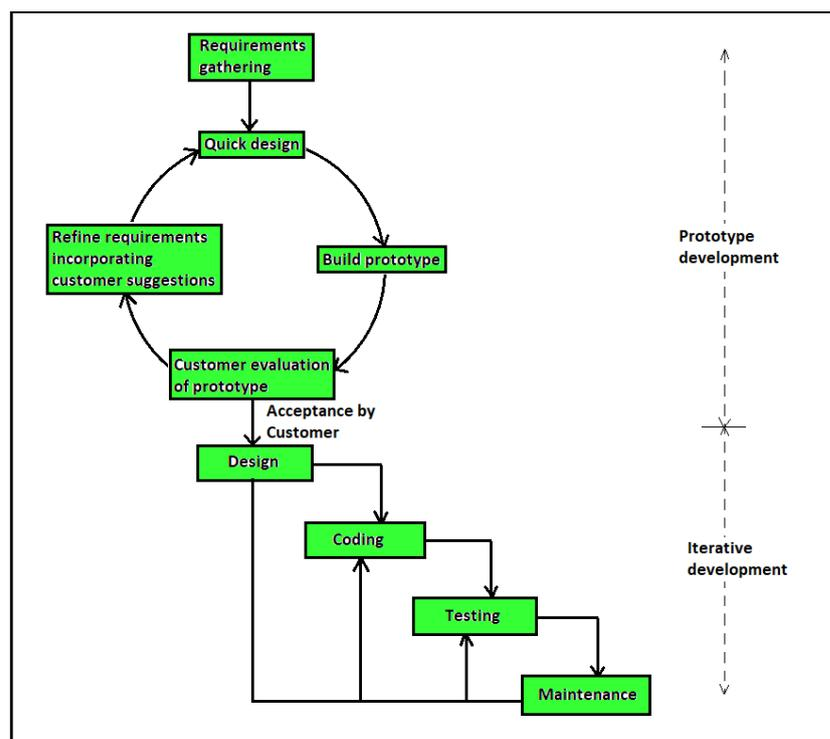 Requirements
gathering
Quick design
Refine requirements
incorporating
customer suggestions
Build prototype
Customer evaluation
of prototype
Acceptance by
Customer
Design
Coding
Testing
Maintenance
Prototype
development
Iterative
development